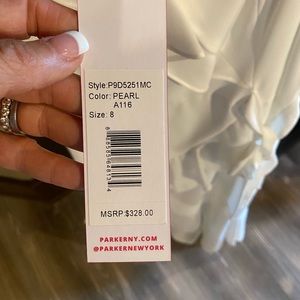 Style:P9D5251MC
Color: PEARL
A116
Size: 8
MSRP:$328.00
PARKERNY.COM
@PARKERNEWYORK